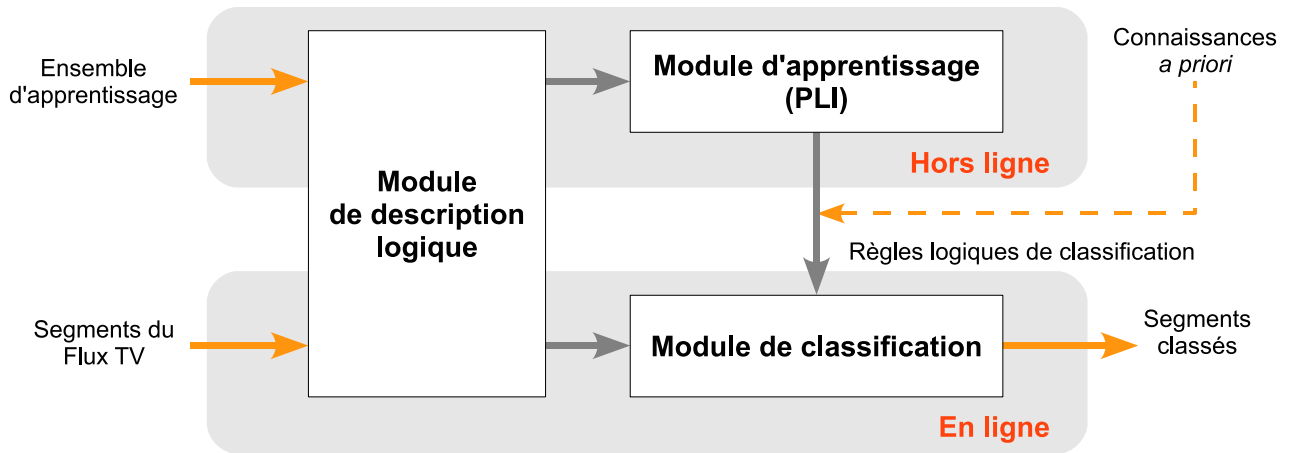 Ensemble
d'apprentissage
Module d'apprentissage
(PLI)
Connaissances
a priori
Hors ligne
Module
de description
logique
Règles logiques de classification
Segments du
Flux TV
Module de classification
Segments
classés
En ligne